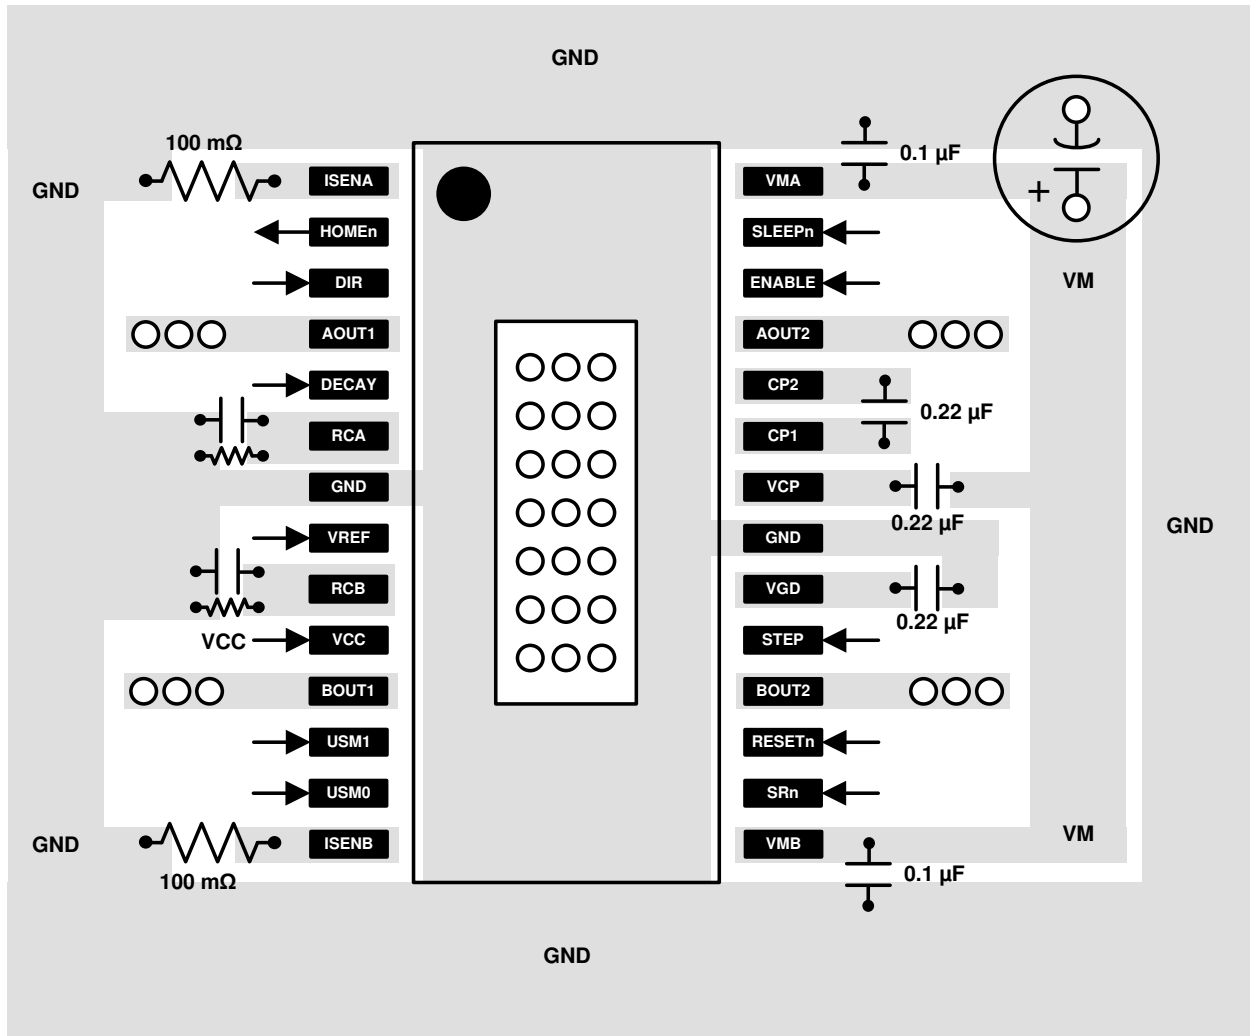 GND
100 mΩ
0.1 µF
GND
ISENA
VMA
+
HOMEn
SLEEPn
DIR
ENABLE
VM
AOUT1
AOUT2
DECAY
CP2
0.22 µF
RCA
CP1
GND
VCP
0.22 µF
GND
VREF
GND
RCB
VGD
0.22 µF
VCC
VCC
STEP
BOUT1
BOUT2
USM1
RESETn
USM0
SRn
GND
ISENB
VMB
VM
100 mΩ
0.1 µF
GND